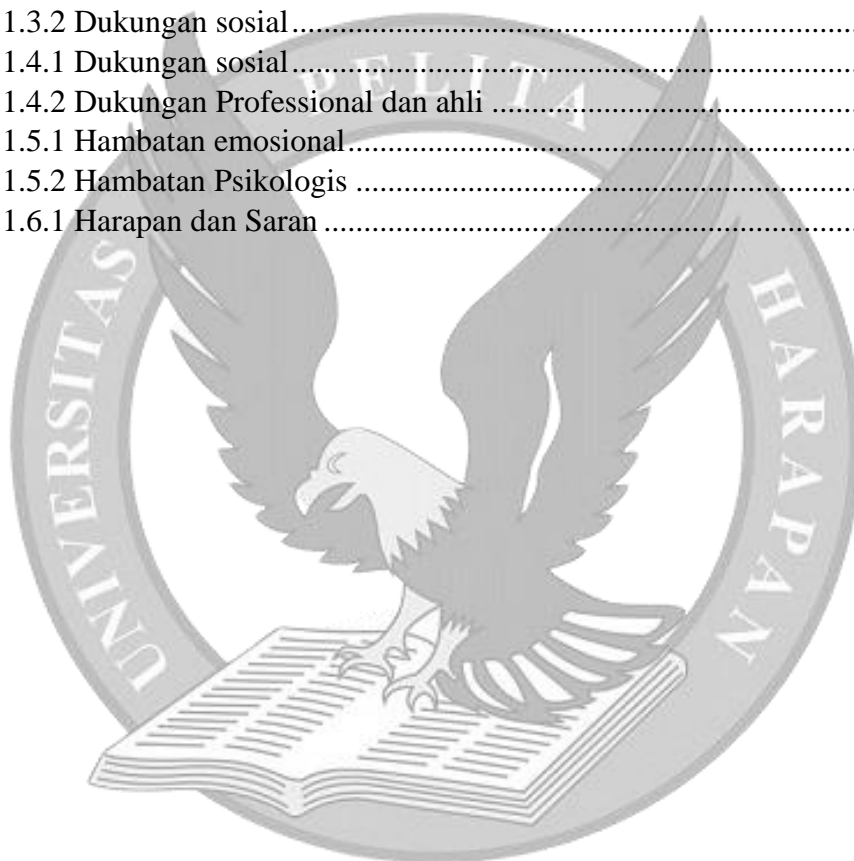 1.3.2 Dukungan sosial..........................................................................
1.4.1 Dukungan sosial..........................................................................
1.4.2 Dukungan Professional dan ahli ................................................
1.5.1 Hambatan emosional...................................................................
1.5.2 Hambatan Psikologis ..................................................................
1.6.1 Harapan dan Saran ......................................................................
UNIVERSITAS PELITA HARAPAN